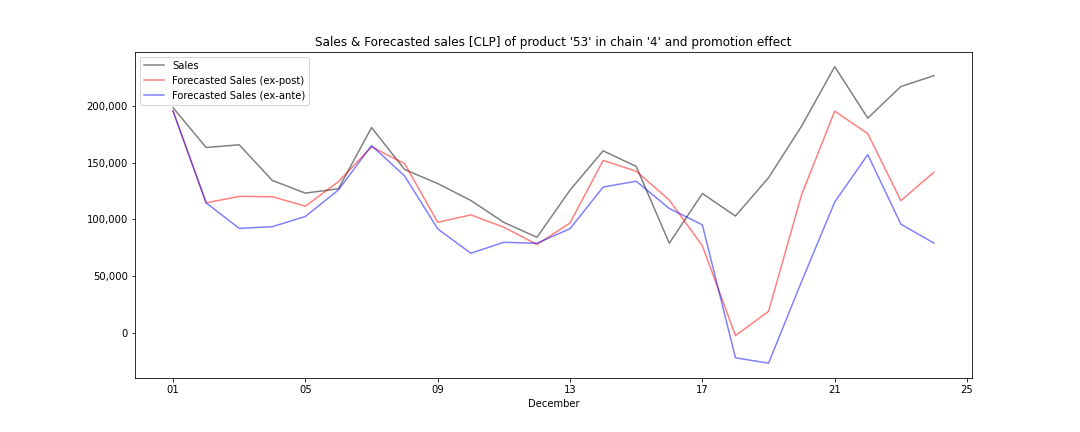 Sales & Forecasted sales [CLP] of product '53' in chain '4' and promotion effect
Sales
Forecasted Sales (ex-post)
Forecasted Sales (ex-ante)
200,000
150,000
100,000
50,000
0
01 05 09 13 17 21 25
December